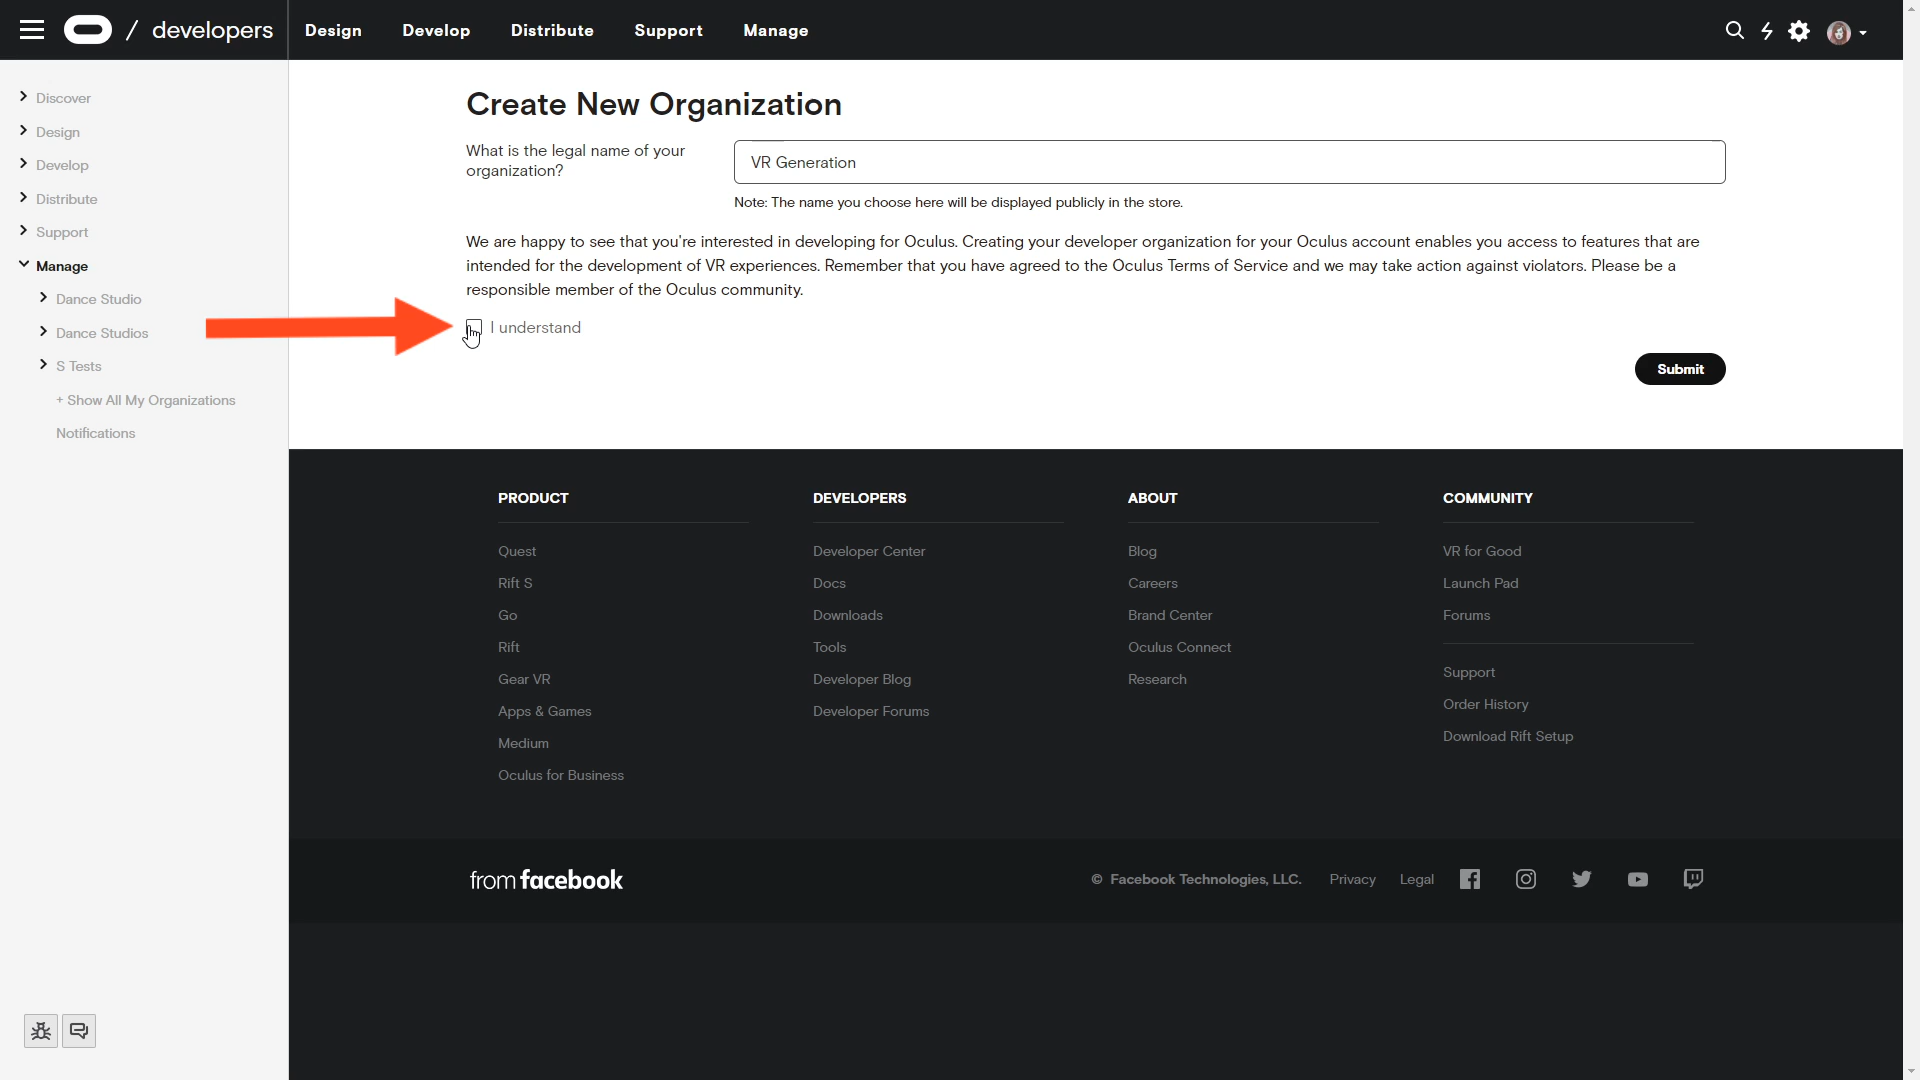 / developers
Design
Develop
Distribute
Support
Manage
Discover
Design
Develop
Distribute
Support
Manage
Dance Studio
Dance Studios
S Tests
+ Show All My Organizations
Notifications
Create New Organization
What is the legal name of your
organization?
VR Generation
Note: The name you choose here will be displayed publicly in the store.
We are happy to see that you're interested in developing for Oculus. Creating your developer organization for your Oculus account enables you access to features that are
intended for the development of VR experiences. Remember that you have agreed to the Oculus Terms of Service and we may take action against violators. Please be a
responsible member of the Oculus community.
I understand
Submit
PRODUCT
Quest
Rift S
Go
Rift
Gear VR
Apps & Games
Medium
Oculus for Business
DEVELOPERS
Developer Center
Docs
Downloads
Tools
Developer Blog
Developer Forums
ABOUT
Blog
Careers
Brand Center
Oculus Connect
Research
COMMUNITY
VR for Good
Launch Pad
Forums
Support
Order History
Download Rift Setup
from facebook
© Facebook Technologies, LLC.
Privacy
Legal